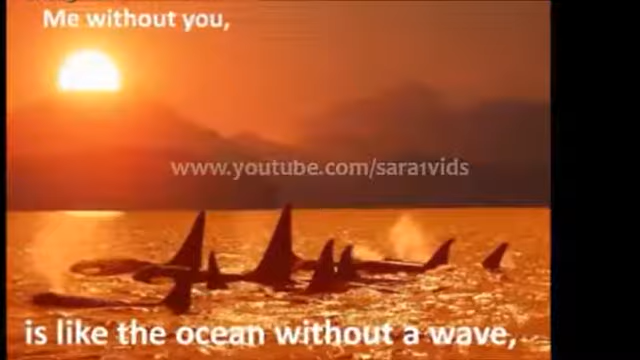 Me without you,
www.youtube.com/sara1vids
is like the ocean without a wave,